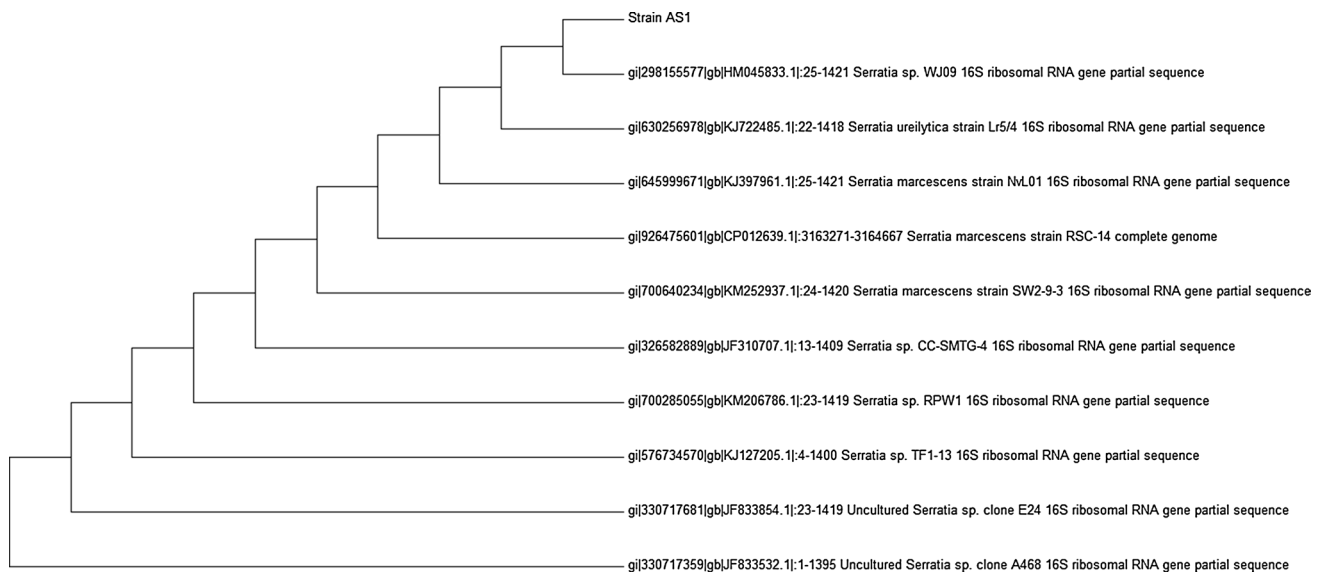 Strain AS1
gi|298155577|gb|HM045833.1|:25-1421 Serratia sp. WJ09 16S ribosomal RNA gene partial sequence
gi|630256978|gb|KJ722485.1|:22-1418 Serratia ureilytica strain Lr5/4 16S ribosomal RNA gene partial sequence
gi|645999671|gb|KJ397961.1|:25-1421 Serratia marcescens strain NvL01 16S ribosomal RNA gene partial sequence
gi|926475601|gb|CP012639.1|:3163271-3164667 Serratia marcescens strain RSC-14 complete genome
gi|700640234|gb|KM252937.1|:24-1420 Serratia marcescens strain SW2-9-3 16S ribosomal RNA gene partial sequence
gi|326582889|gb|JF310707.1|:13-1409 Serratia sp. CC-SMTG-4 16S ribosomal RNA gene partial sequence
gi|700285055|gb|KM206786.1|:23-1419 Serratia sp. RPW1 16S ribosomal RNA gene partial sequence
gi|576734570|gb|KJ127205.1|:4-1400 Serratia sp. TF1-13 16S ribosomal RNA gene partial sequence
gi|330717681|gb|JF833854.1|:23-1419 Uncultured Serratia sp. clone E24 16S ribosomal RNA gene partial sequence
gi|330717359|gb|JF833532.1|:1-1395 Uncultured Serratia sp. clone A468 16S ribosomal RNA gene partial sequence